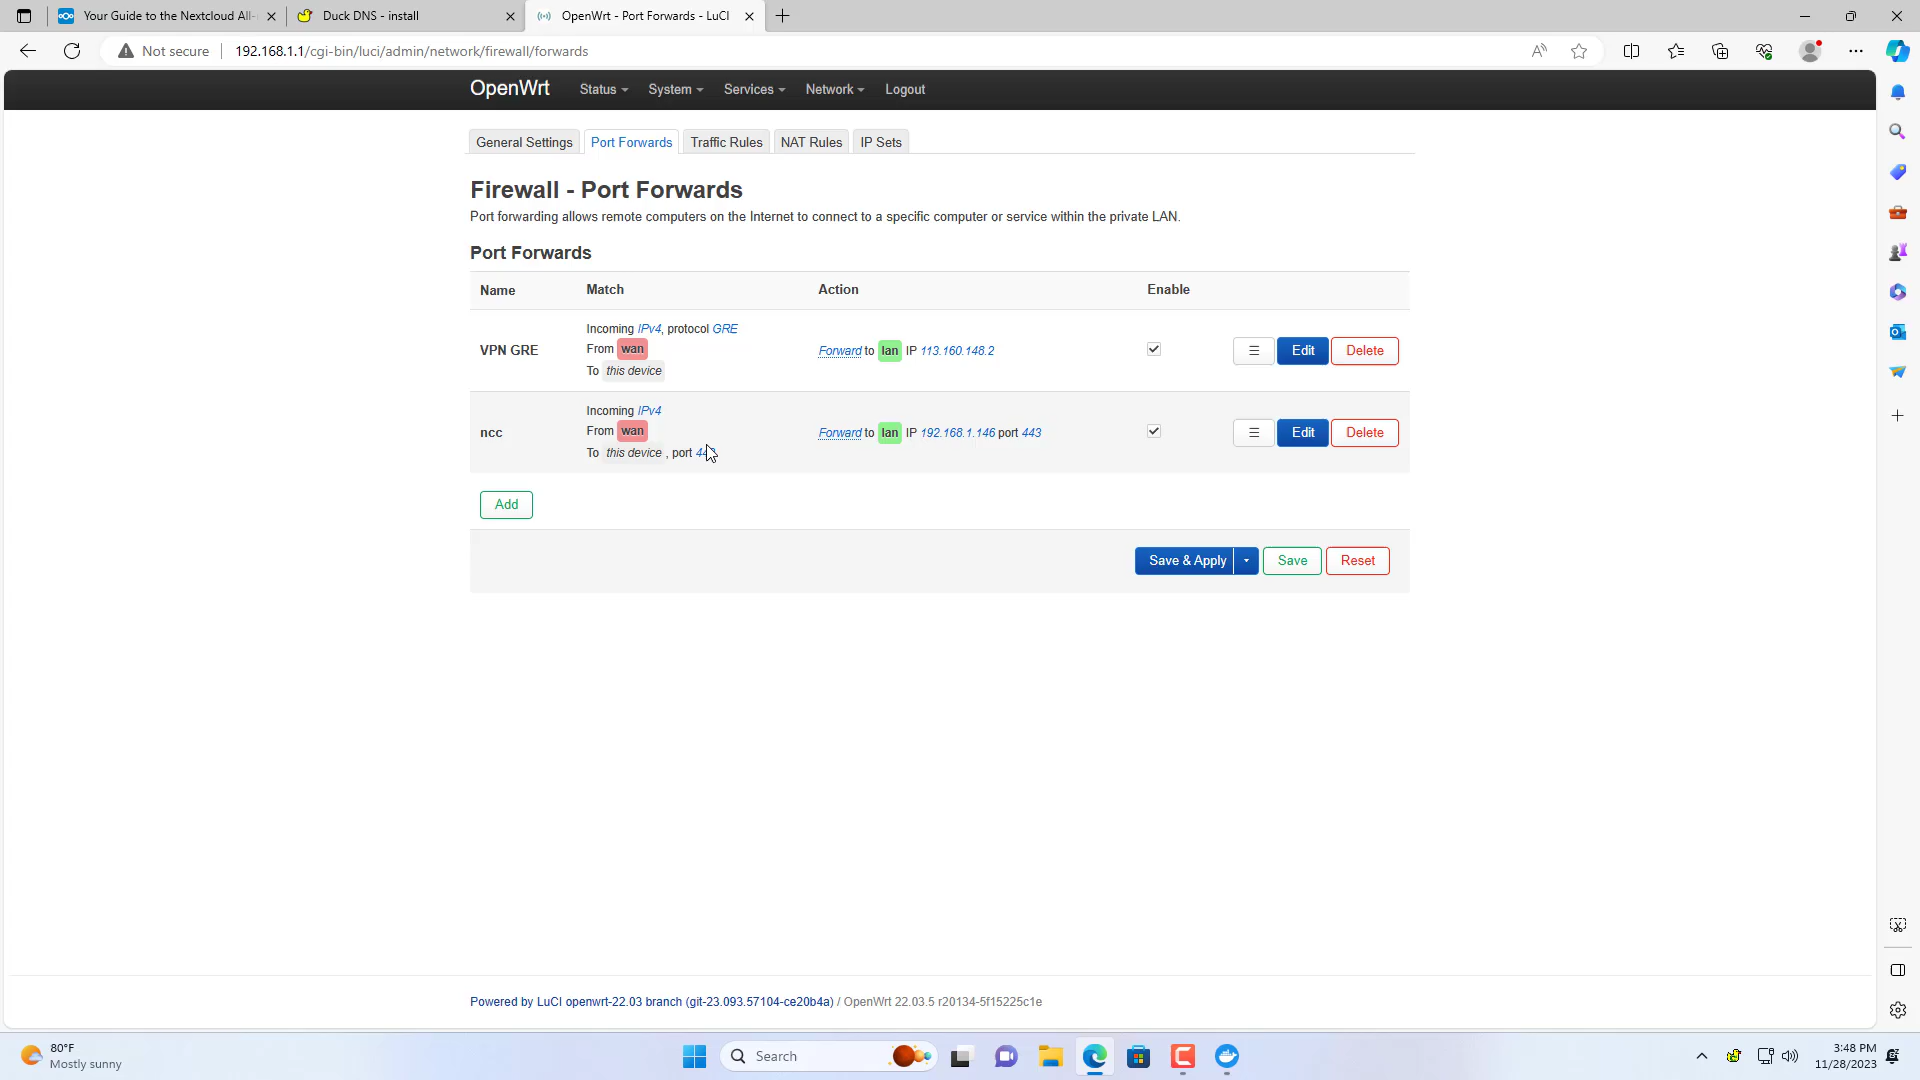 Your Guide to the Nextcloud All-
Duck DNS - install
OpenWrt - Port Forwards - LuCI
Not secure
192.168.1.1/cgi-bin/luci/admin/network/firewall/forwards
OpenWrt Status System Services Network Logout
General Settings Port Forwards Traffic Rules NAT Rules IP Sets
Firewall - Port Forwards
Port forwarding allows remote computers on the Internet to connect to a specific computer or service within the private LAN.
Port Forwards
Name Match Action Enable
VPN GRE
Incoming IPv4, protocol GRE
From wan
To this device
Forward to lan IP 113.160.148.2
Edit Delete
ncc
Incoming IPv4
From wan
To this device , port
Forward to lan IP 192.168.1.146 port 443
Edit Delete
Add
Save & Apply Save Reset
Powered by LuCI openwrt-22.03 branch (git-23.093.57104-ce20b4a) / OpenWrt 22.03.5 r20134-5f15225c1e
80°F
Mostly sunny
Search
3:48 PM
11/28/2023